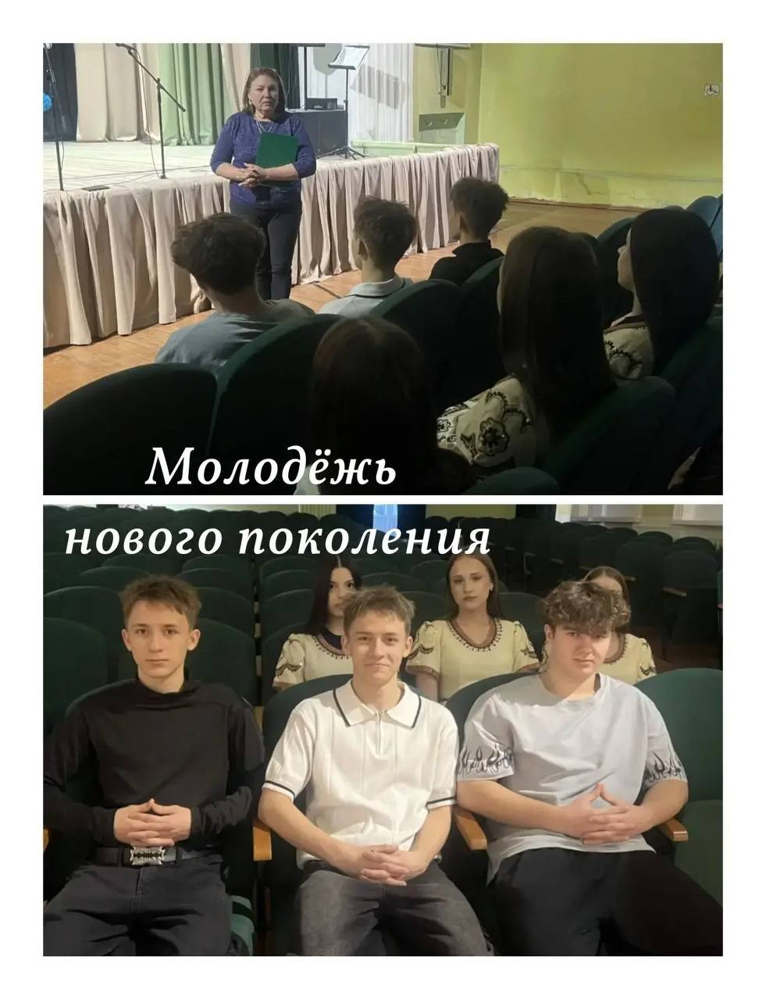 Молодёжь
нового поколения